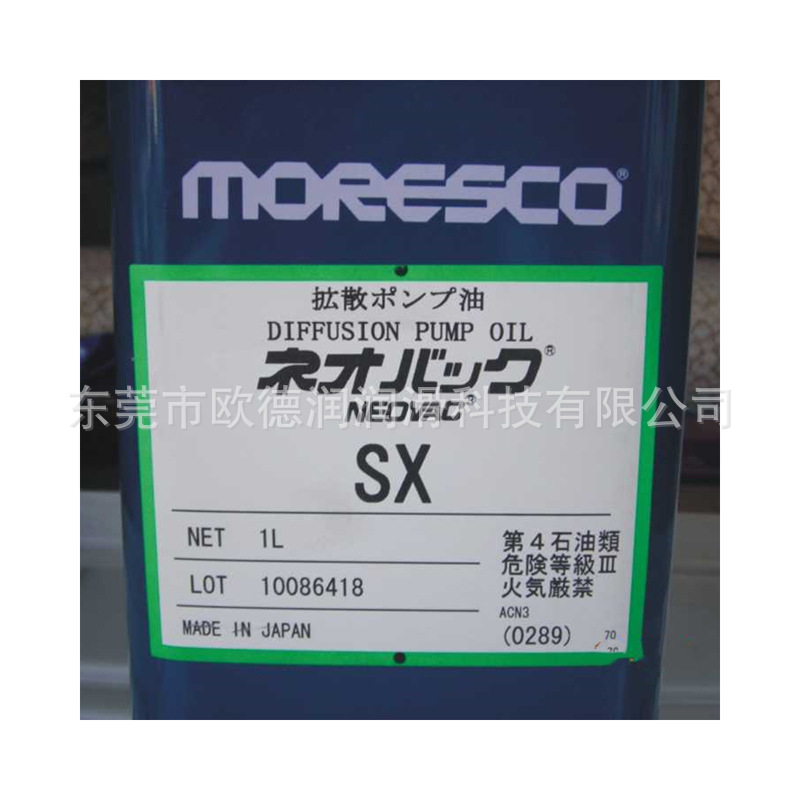 MORESCO®
拡散ポンプ油
DIFFUSION PUMP OIL
ネオバック®
东莞市欧德润润滑科技有限公司
NEOVAC®
SX
NET 1L
LOT 10086418
MADE IN JAPAN
第4石油類
危険等級Ⅲ
火気厳禁
ACN3
(0289)
70